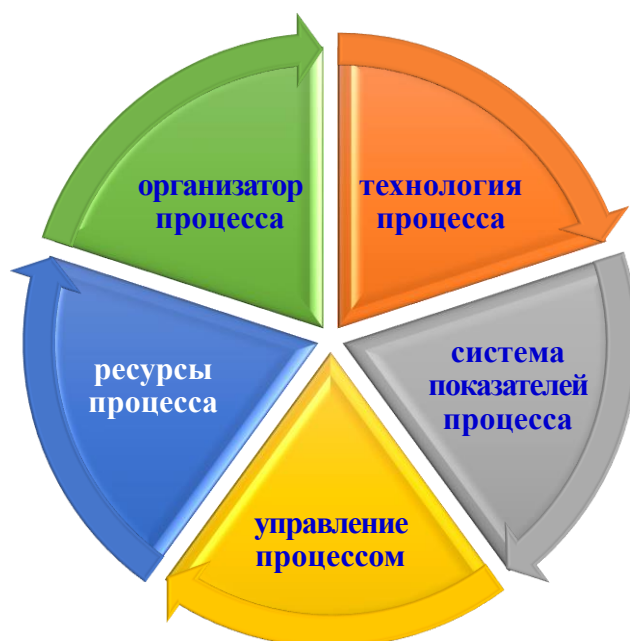 организатор
процесса
технология
процесса
система
показателей
процесса
управление
процессом
ресурсы
процесса